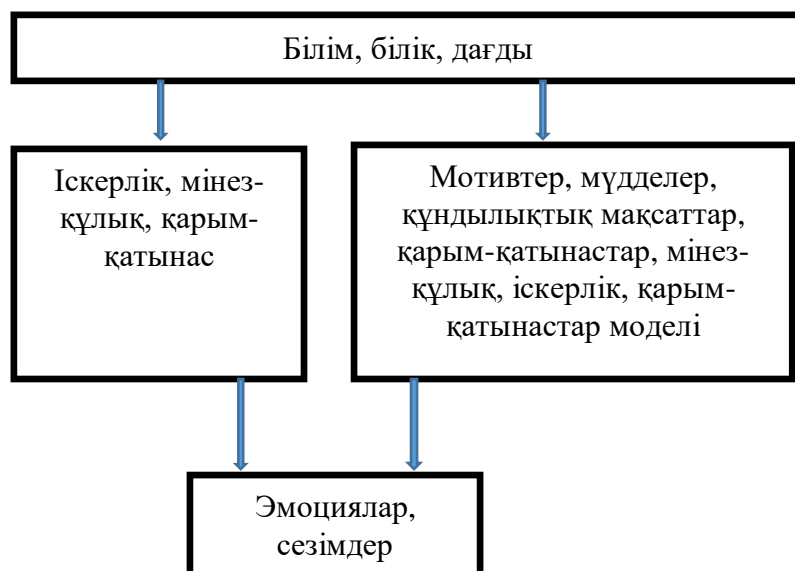 Білім, білік, дағды
Іскерлік, мінез-
құлық, қарым-
қатынас
Мотивтер, мүдделер,
құндылықтық мақсаттар,
қарым-қатынастар, мінез-
құлық, іскерлік, қарым-
қатынастар моделі
Эмоциялар,
сезімдер